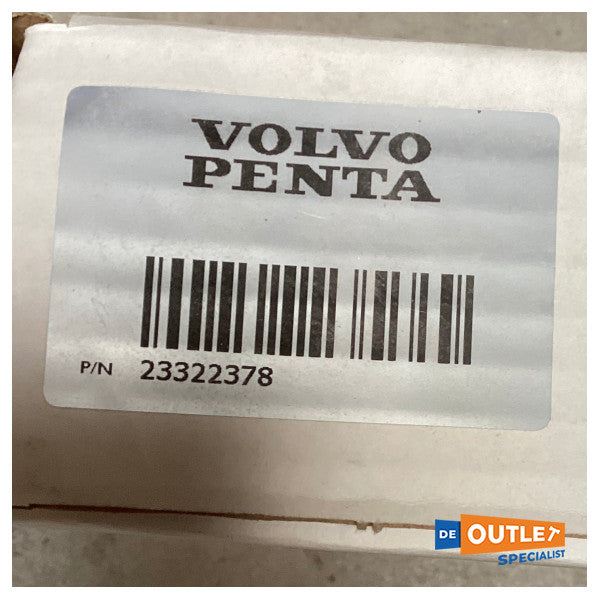 VOLVO
PENTA
P/N 23322378
DE OUTLET
SPECIALIST